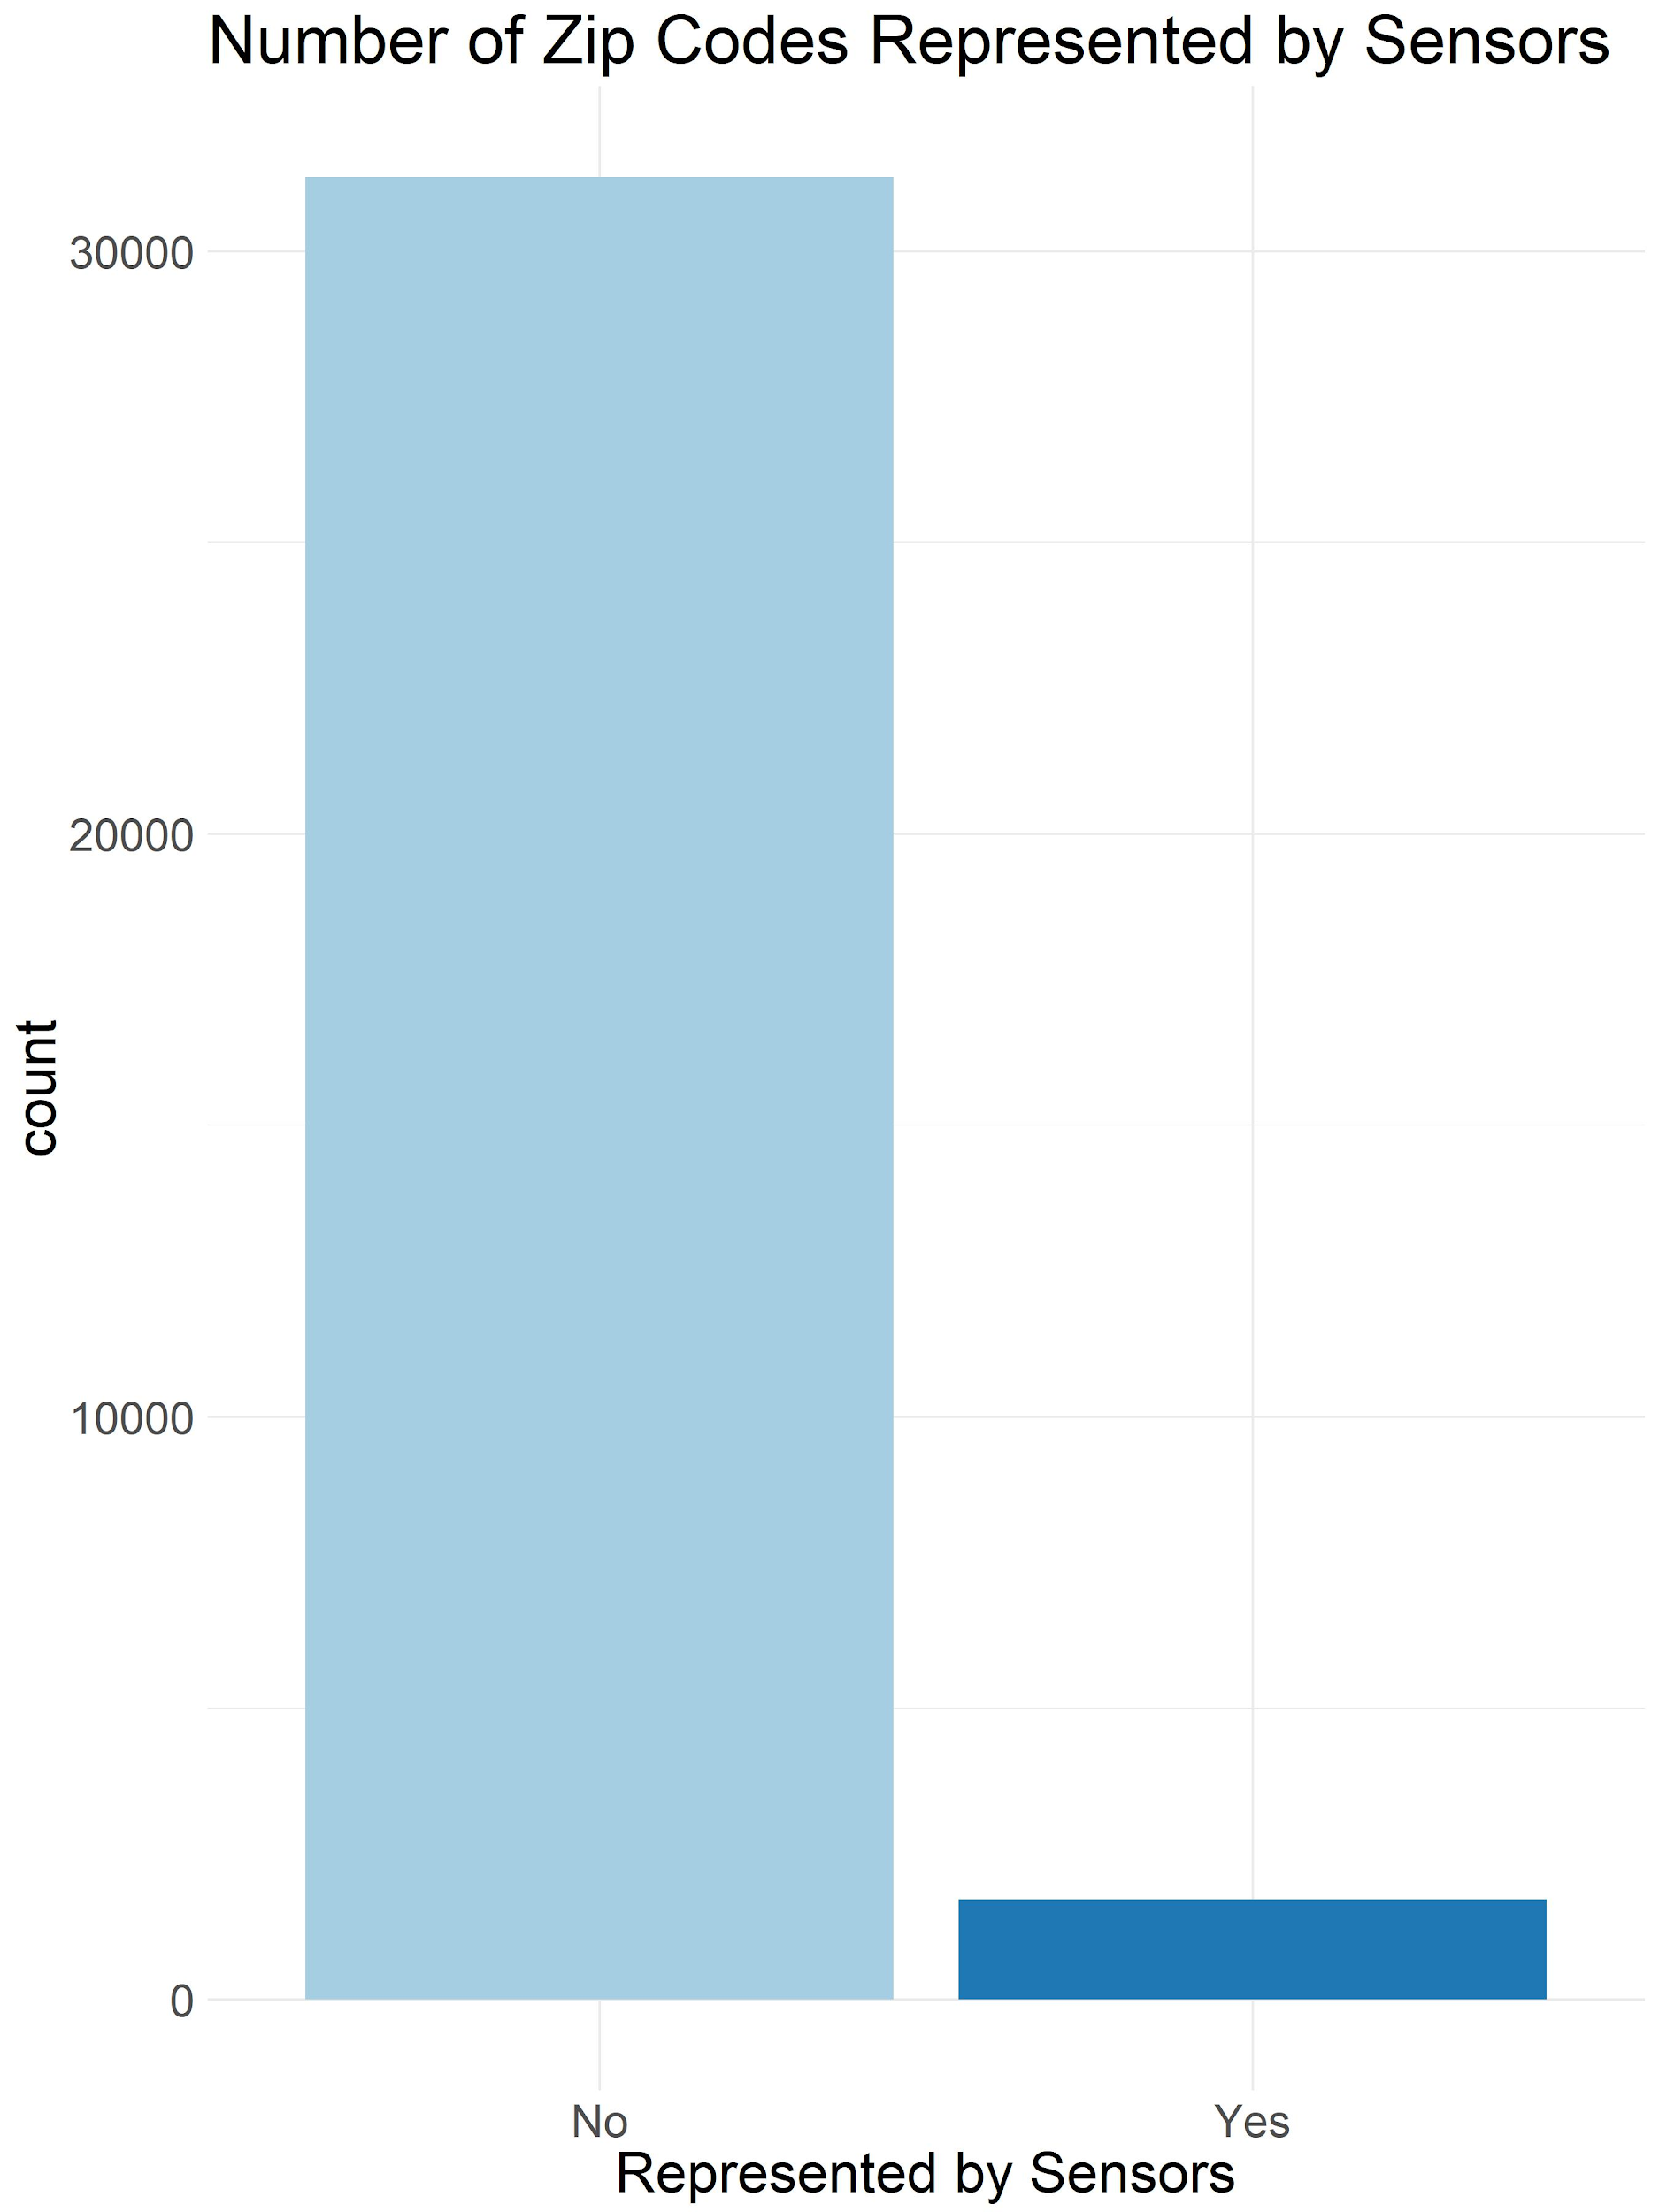 Number of Zip Codes Represented by Sensors
30000
20000
10000
0
count
No
Yes
Represented by Sensors